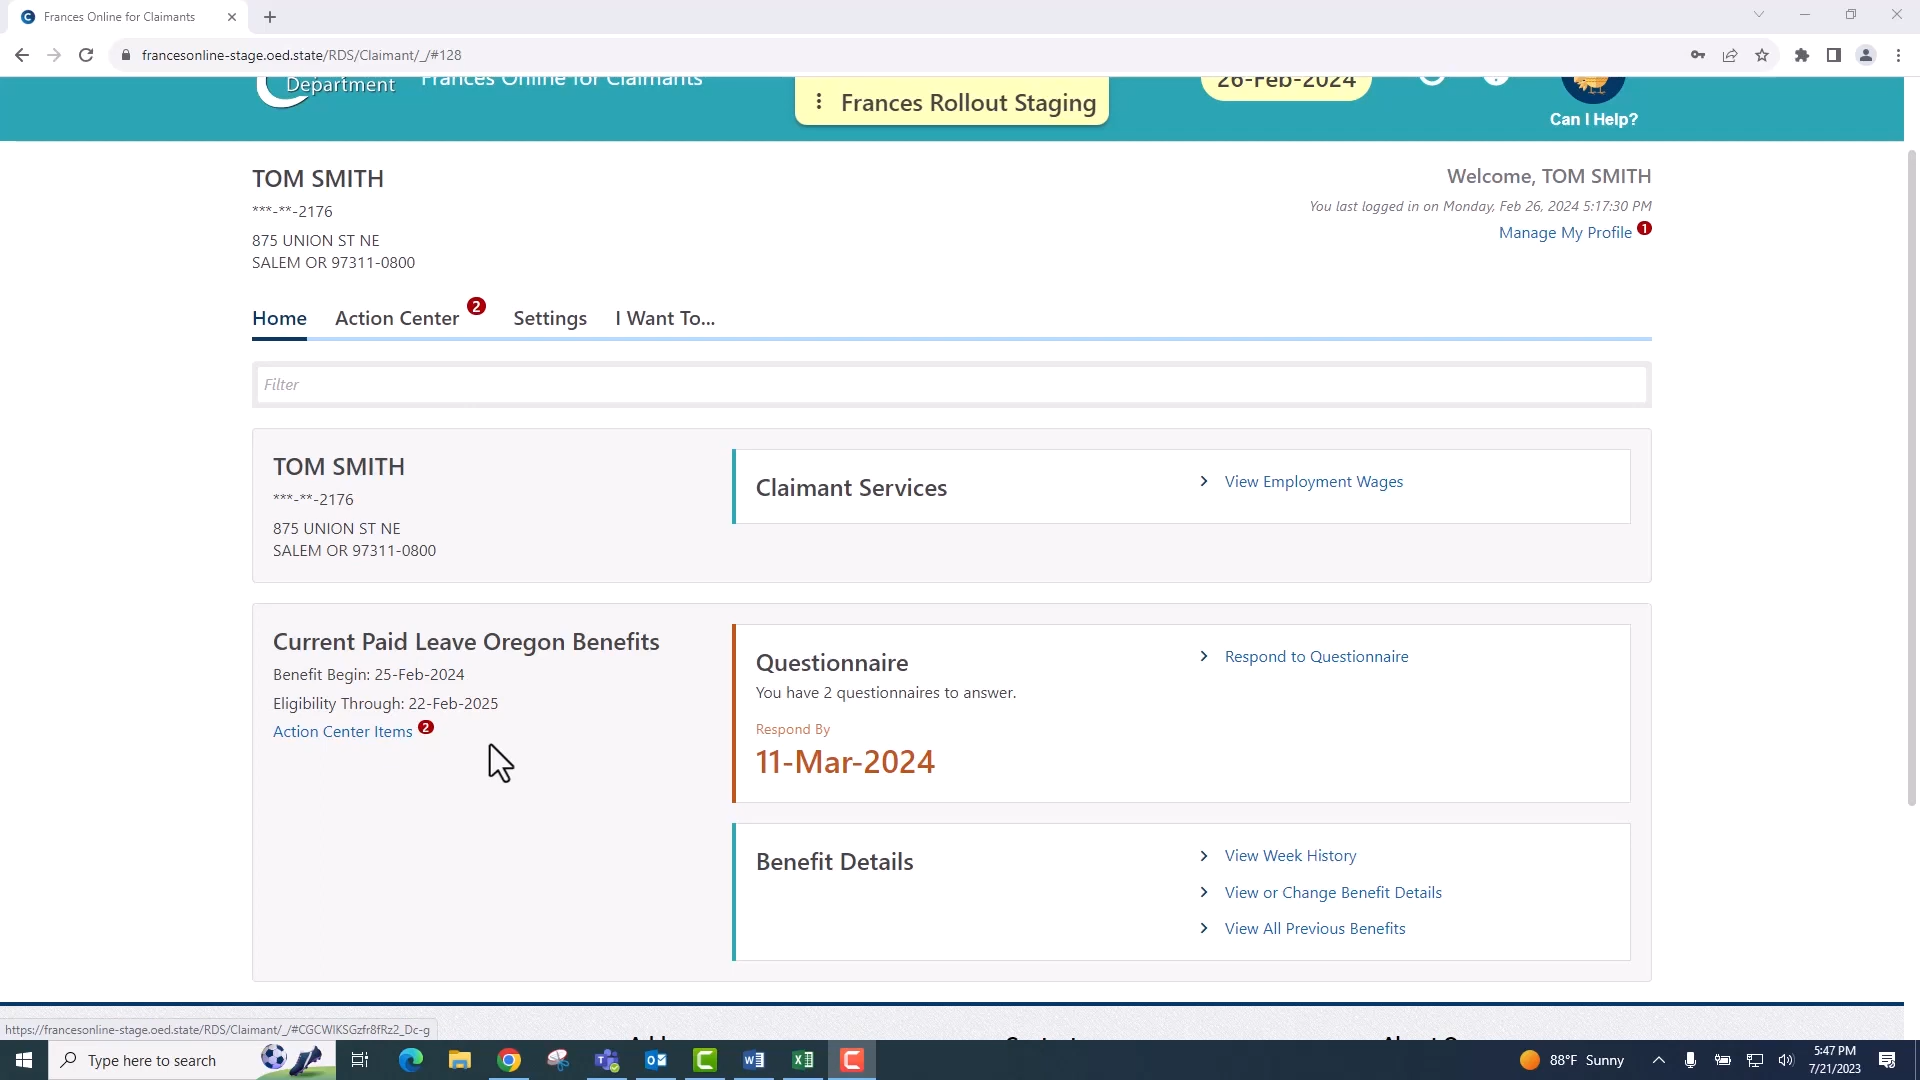 Frances Online for Claimants
francesonline-stage.oed.state/RDS/Claimant/_/#128
Department
Frances Online for Claimants
Frances Rollout Staging
26-Feb-2024
Can I Help?
TOM SMITH
***-**-2176
875 UNION ST NE
SALEM OR 97311-0800
Welcome, TOM SMITH
You last logged in on Monday, Feb 26, 2024 5:17:30 PM
Manage My Profile 1
Home Action Center 2 Settings I Want To...
Filter
TOM SMITH
***-**-2176
875 UNION ST NE
SALEM OR 97311-0800
Claimant Services
View Employment Wages
Current Paid Leave Oregon Benefits
Benefit Begin: 25-Feb-2024
Eligibility Through: 22-Feb-2025
Action Center Items 2
Questionnaire
You have 2 questionnaires to answer.
Respond By
11-Mar-2024
Respond to Questionnaire
Benefit Details
View Week History
View or Change Benefit Details
View All Previous Benefits
https://francesonline-stage.oed.state/RDS/Claimant/_/#CGCWIKSGzfr8fRz2_Dc-g
Type here to search
88°F Sunny
5:47 PM
7/21/2023